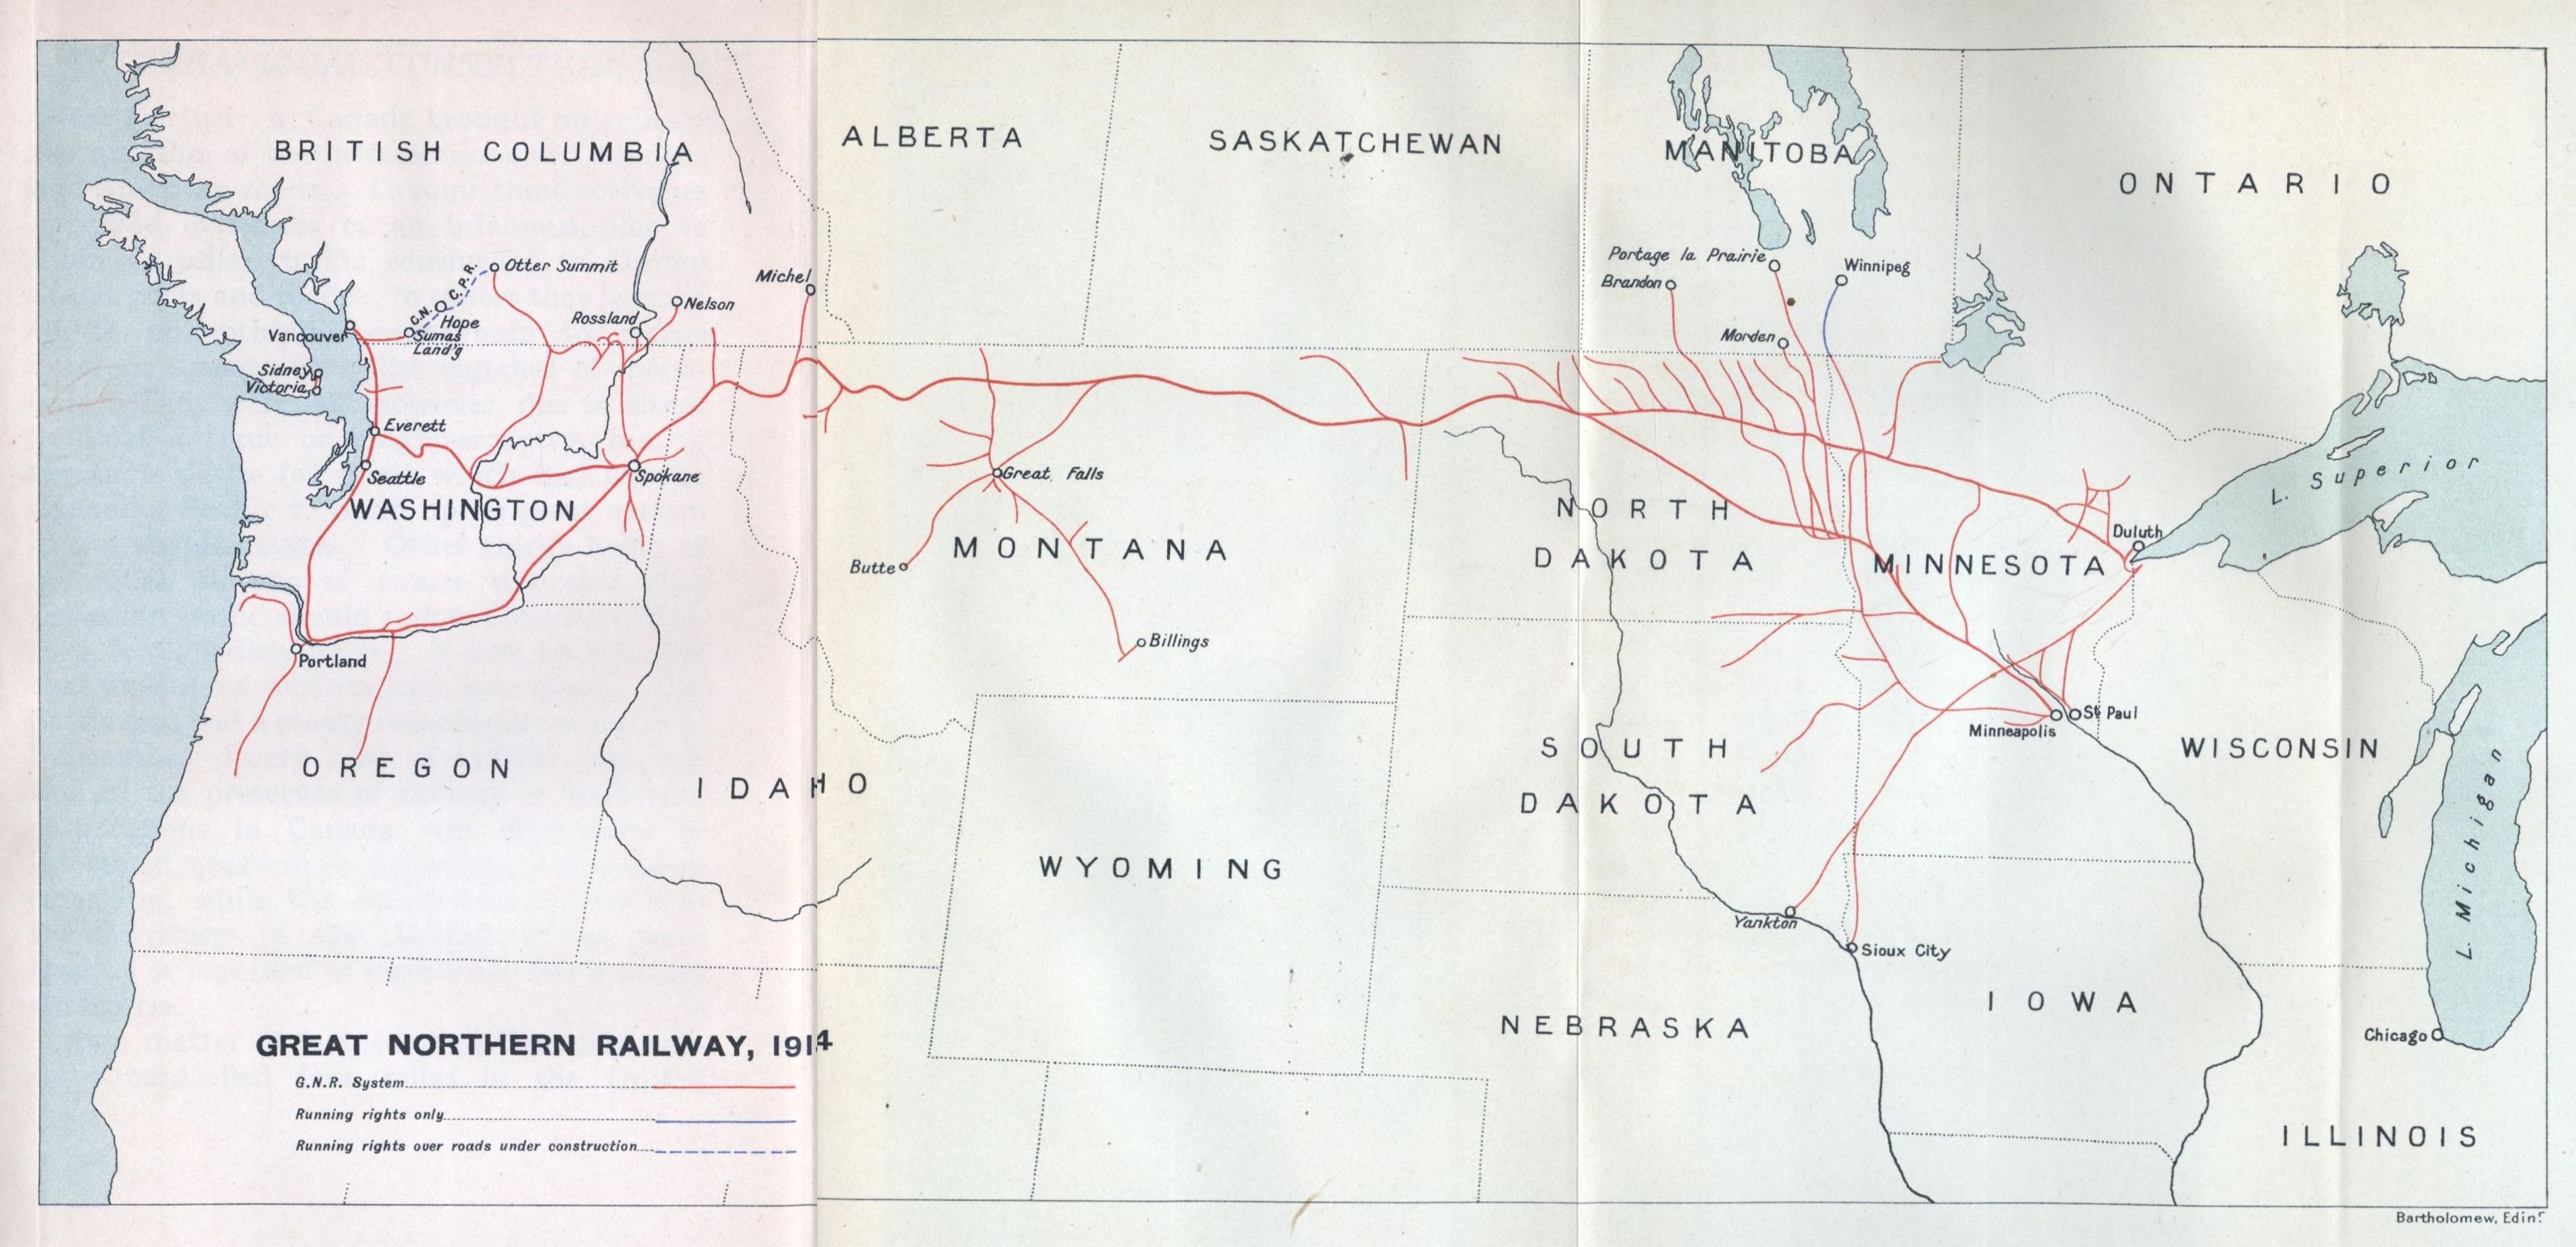 BRITISH COLUMBIA
ALBERTA
SASKATCHEWAN
MANITOBA
ONTARIO
Otter Summit
C.N. C.P.R.
Hope
Sumas
Land'g
Vancouver
Sidney
Victoria
Nelson
Rossland
Michel
Portage la Prairie
Brandon
Winnipeg
Morden
Everett
Seattle
Spokane
WASHINGTON
Great Falls
MONTANA
Butte
Billings
NORTH
DAKOTA
MINNESOTA
Duluth
L. Superior
Portland
OREGON
IDAHO
WYOMING
SOUTH
DAKOTA
Minneapolis
St Paul
WISCONSIN
L. Michigan
Yankton
Sioux City
IOWA
NEBRASKA
Chicago
ILLINOIS
GREAT NORTHERN RAILWAY, 1914
G.N.R. System
Running rights only
Running rights over roads under construction
Bartholomew, Edinr.